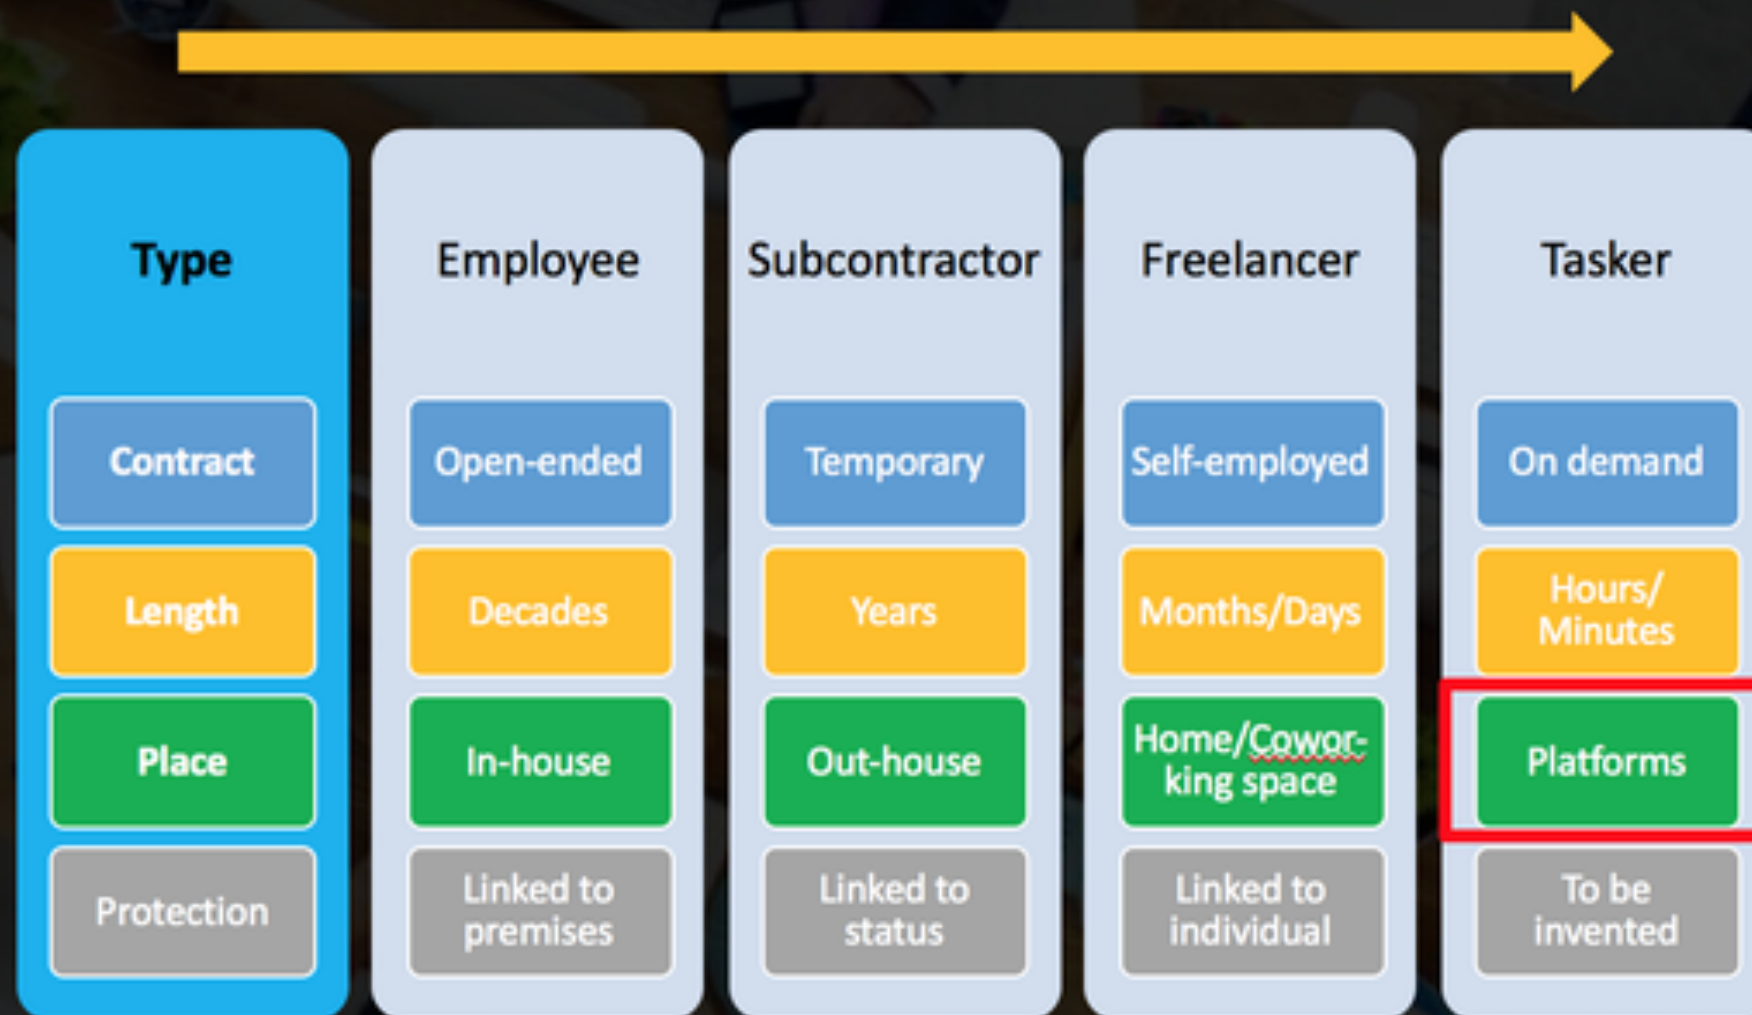 Type
Employee
Subcontractor
Freelancer
Tasker
Contract
Open-ended
Temporary
Self-employed
On demand
Length
Decades
Years
Months/Days
Hours/
Minutes
Place
In-house
Out-house
Home/Cowor-
king space
Platforms
Protection
Linked to
premises
Linked to
status
Linked to
individual
To be
invented